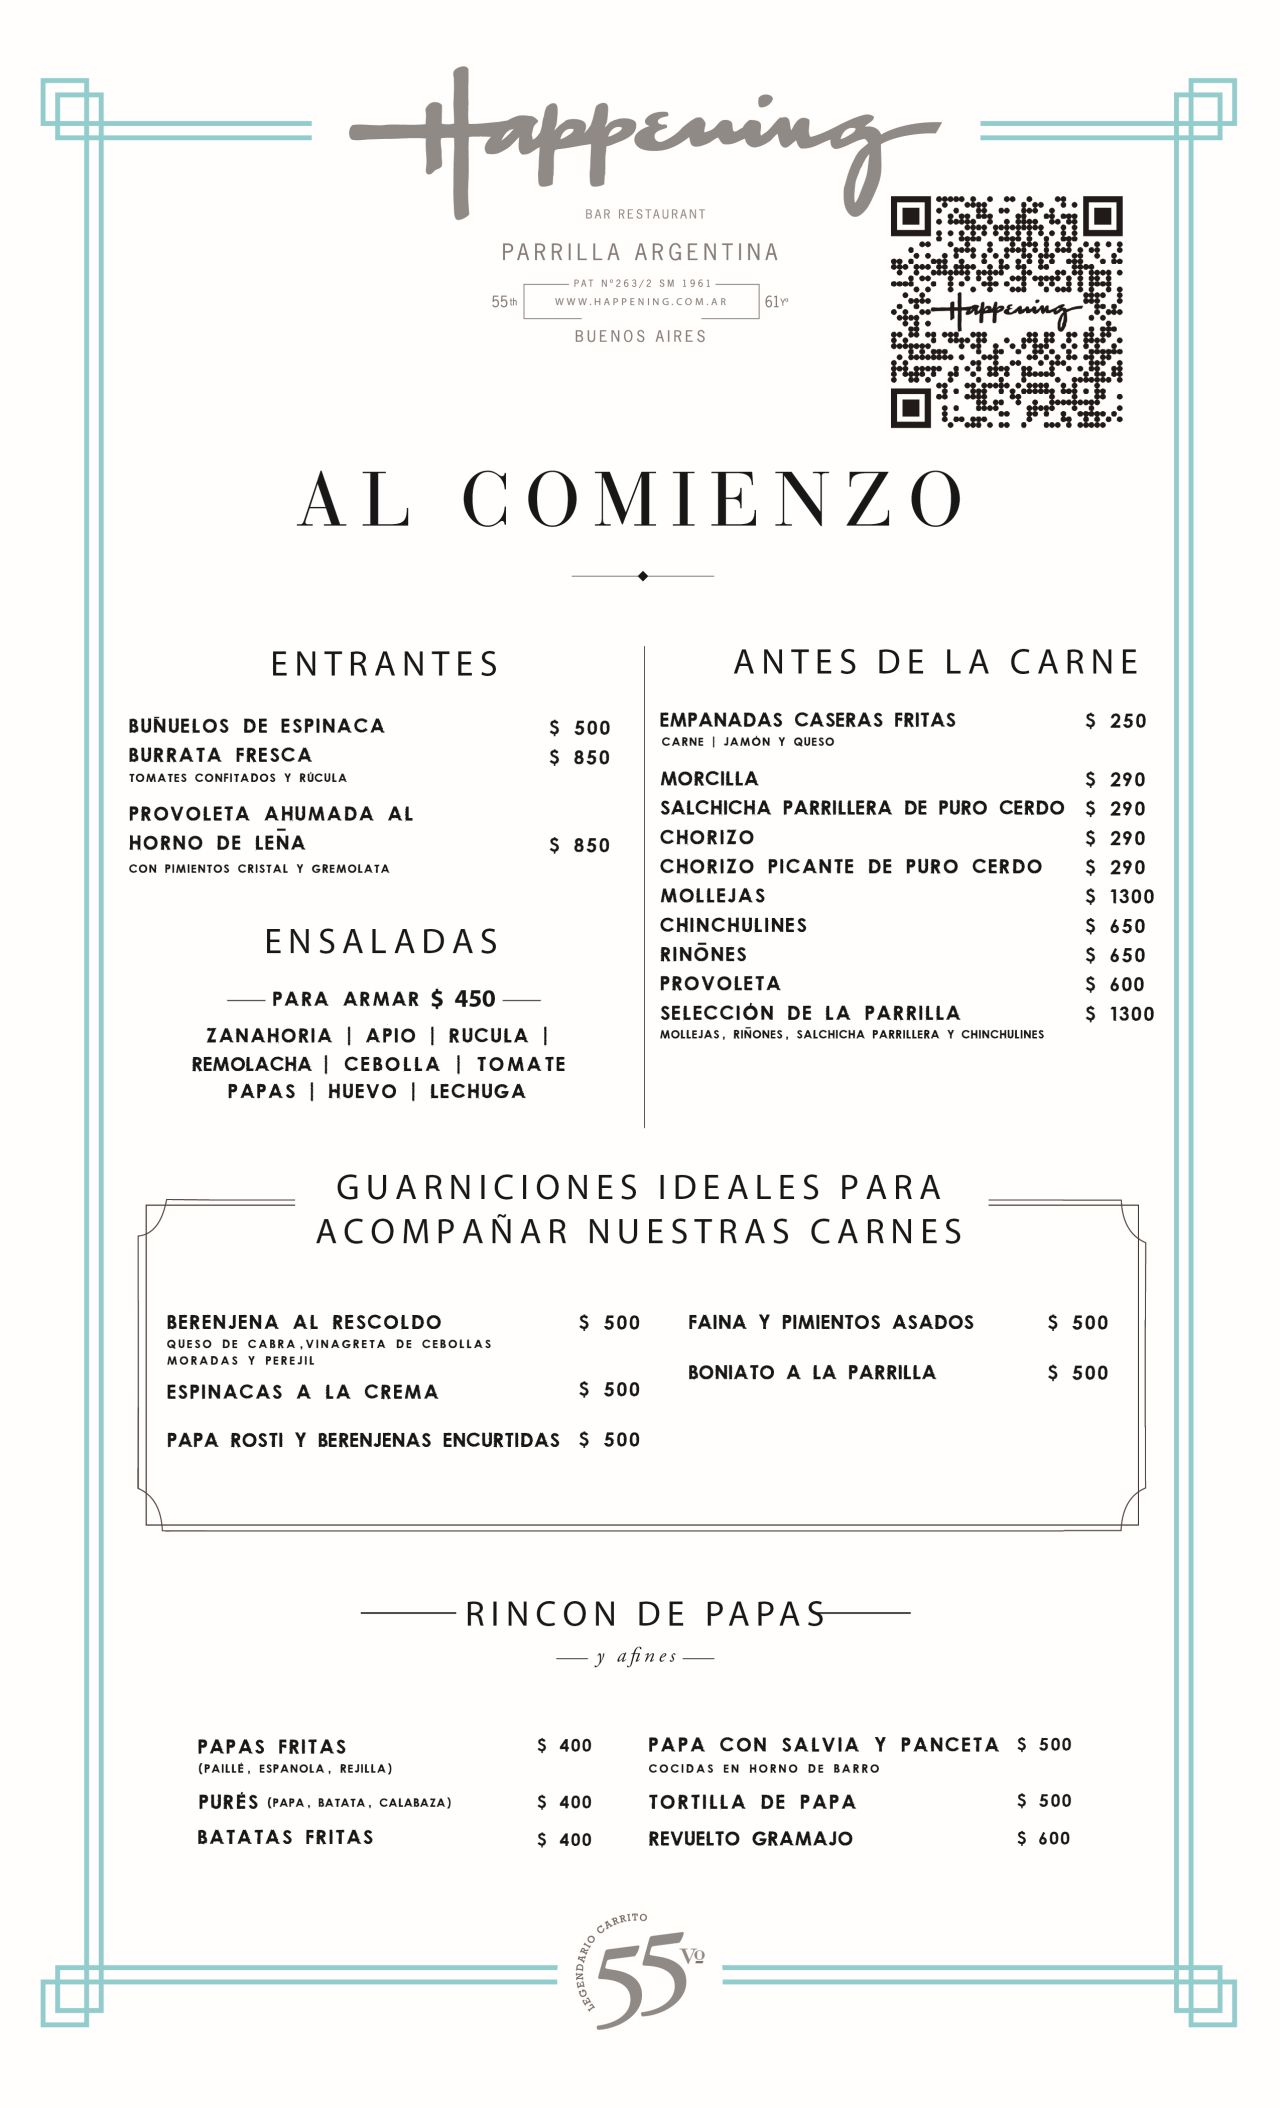 Happening
BAR RESTAURANT
PARRILLA ARGENTINA
PAT Nº263/2 SM 1961
55th WWW.HAPPENING.COM.AR 61Yº
BUENOS AIRES
Happening
AL COMIENZO
ENTRANTES
BUÑUELOS DE ESPINACA $ 500
BURRATA FRESCA $ 850
TOMATES CONFITADOS Y RÚCULA
PROVOLETA AHUMADA AL
HORNO DE LEÑA $ 850
CON PIMIENTOS CRISTAL Y GREMOLATA
ENSALADAS
PARA ARMAR $ 450
ZANAHORIA | APIO | RUCULA |
REMOLACHA | CEBOLLA | TOMATE
PAPAS | HUEVO | LECHUGA
ANTES DE LA CARNE
EMPANADAS CASERAS FRITAS $ 250
CARNE | JAMÓN Y QUESO
MORCILLA $ 290
SALCHICHA PARRILLERA DE PURO CERDO $ 290
CHORIZO $ 290
CHORIZO PICANTE DE PURO CERDO $ 290
MOLLEJAS $ 1300
CHINCHULINES $ 650
RINŌNES $ 650
PROVOLETA $ 600
SELECCIÓN DE LA PARRILLA $ 1300
MOLLEJAS, RIÑONES, SALCHICHA PARRILLERA Y CHINCHULINES
GUARNICIONES IDEALES PARA
ACOMPAÑAR NUESTRAS CARNES
BERENJENA AL RESCOLDO $ 500
QUESO DE CABRA,VINAGRETA DE CEBOLLAS
MORADAS Y PEREJIL
ESPINACAS A LA CREMA $ 500
PAPA ROSTI Y BERENJENAS ENCURTIDAS $ 500
FAINA Y PIMIENTOS ASADOS $ 500
BONIATO A LA PARRILLA $ 500
RINCON DE PAPAS
y afines
PAPAS FRITAS $ 400
(PAILLÉ, ESPANOLA, REJILLA)
PURÉS (PAPA, BATATA, CALABAZA) $ 400
BATATAS FRITAS $ 400
PAPA CON SALVIA Y PANCETA $ 500
COCIDAS EN HORNO DE BARRO
TORTILLA DE PAPA $ 500
REVUELTO GRAMAJO $ 600
LEGENDARIO CARRITO
55 Vº